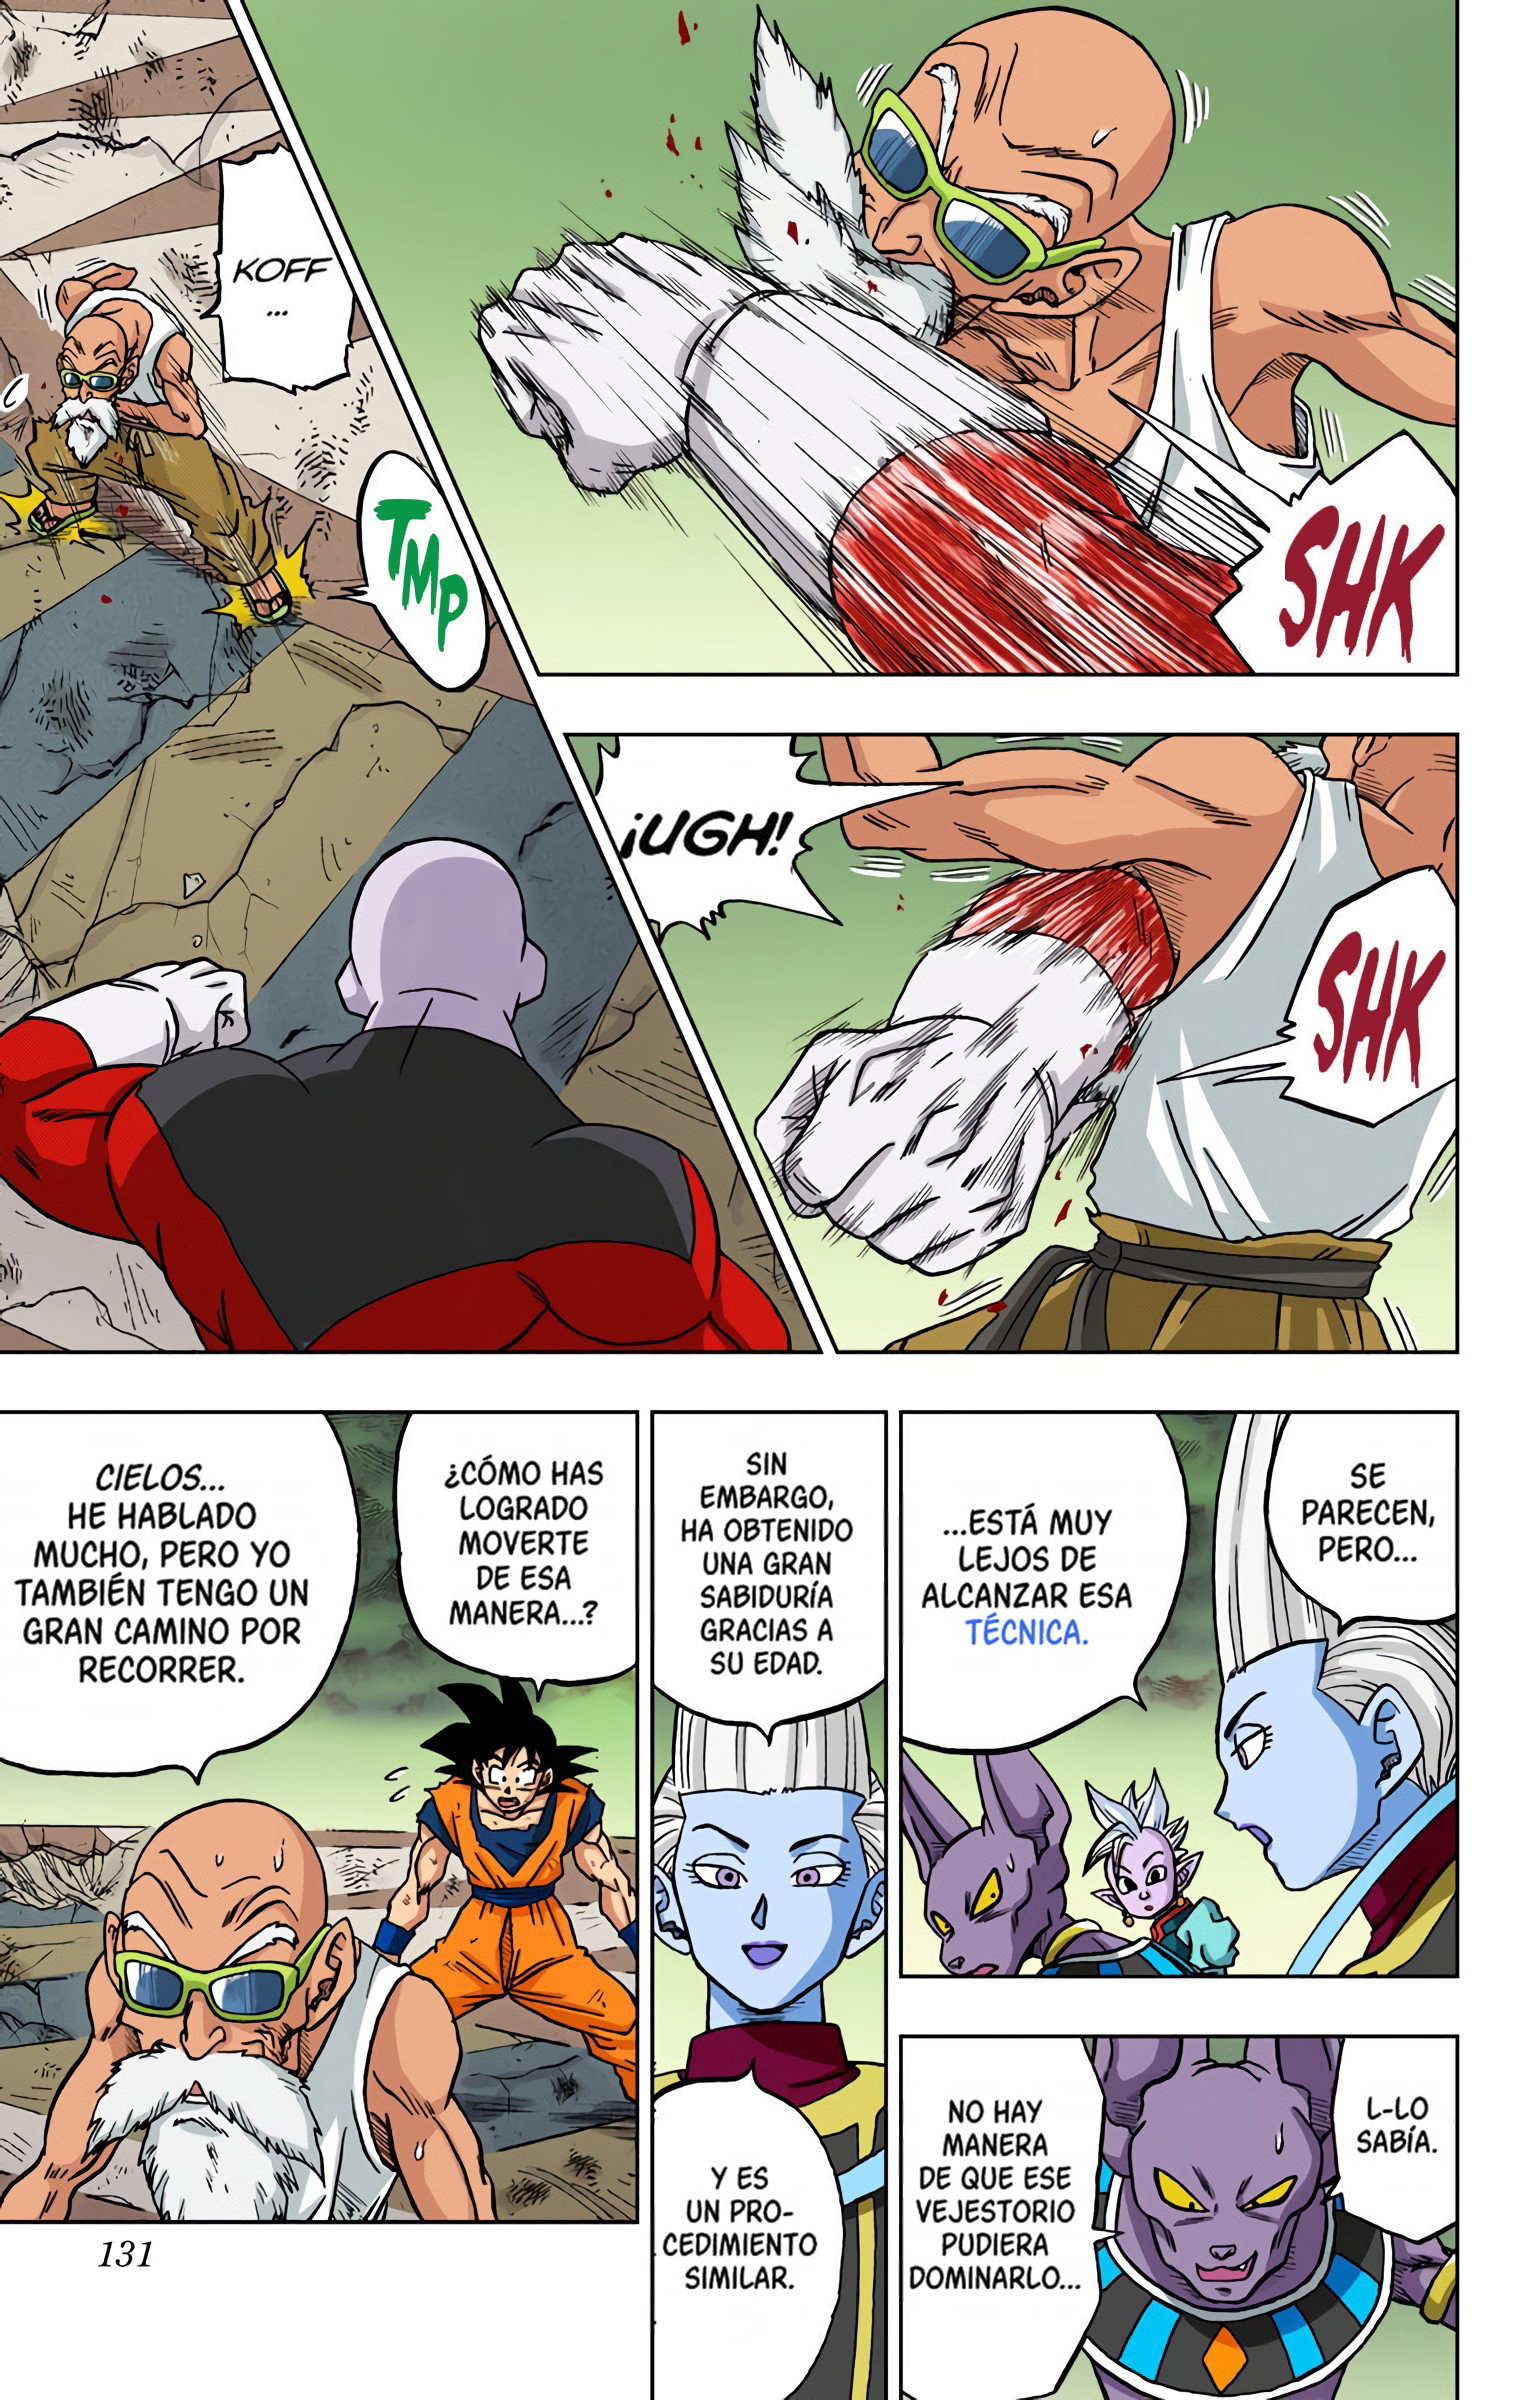 SHK
¡UGH!
SHK
KOFF
...
TMP
SE
PARECEN,
PERO...
...ESTÁ MUY
LEJOS DE
ALCANZAR ESA
TÉCNICA.
L-LO
SABÍA.
NO HAY
MANERA
DE QUE ESE
VEJESTORIO
PUDIERA
DOMINARLO...
SIN
EMBARGO,
HA OBTENIDO
UNA GRAN
SABIDURÍA
GRACIAS A
SU EDAD.
Y ES
UN PRO-
CEDIMIENTO
SIMILAR.
¿CÓMO HAS
LOGRADO
MOVERTE
DE ESA
MANERA...?
CIELOS...
HE HABLADO
MUCHO, PERO YO
TAMBIÉN TENGO UN
GRAN CAMINO POR
RECORRER.
131